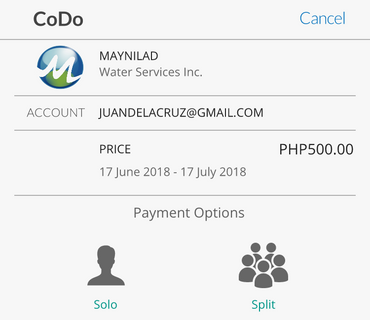 CoDo Cancel
MAYNILAD
Water Services Inc.
ACCOUNT JUANDELACRUZ@GMAIL.COM
PRICE PHP500.00
17 June 2018 - 17 July 2018
Payment Options
Solo Split